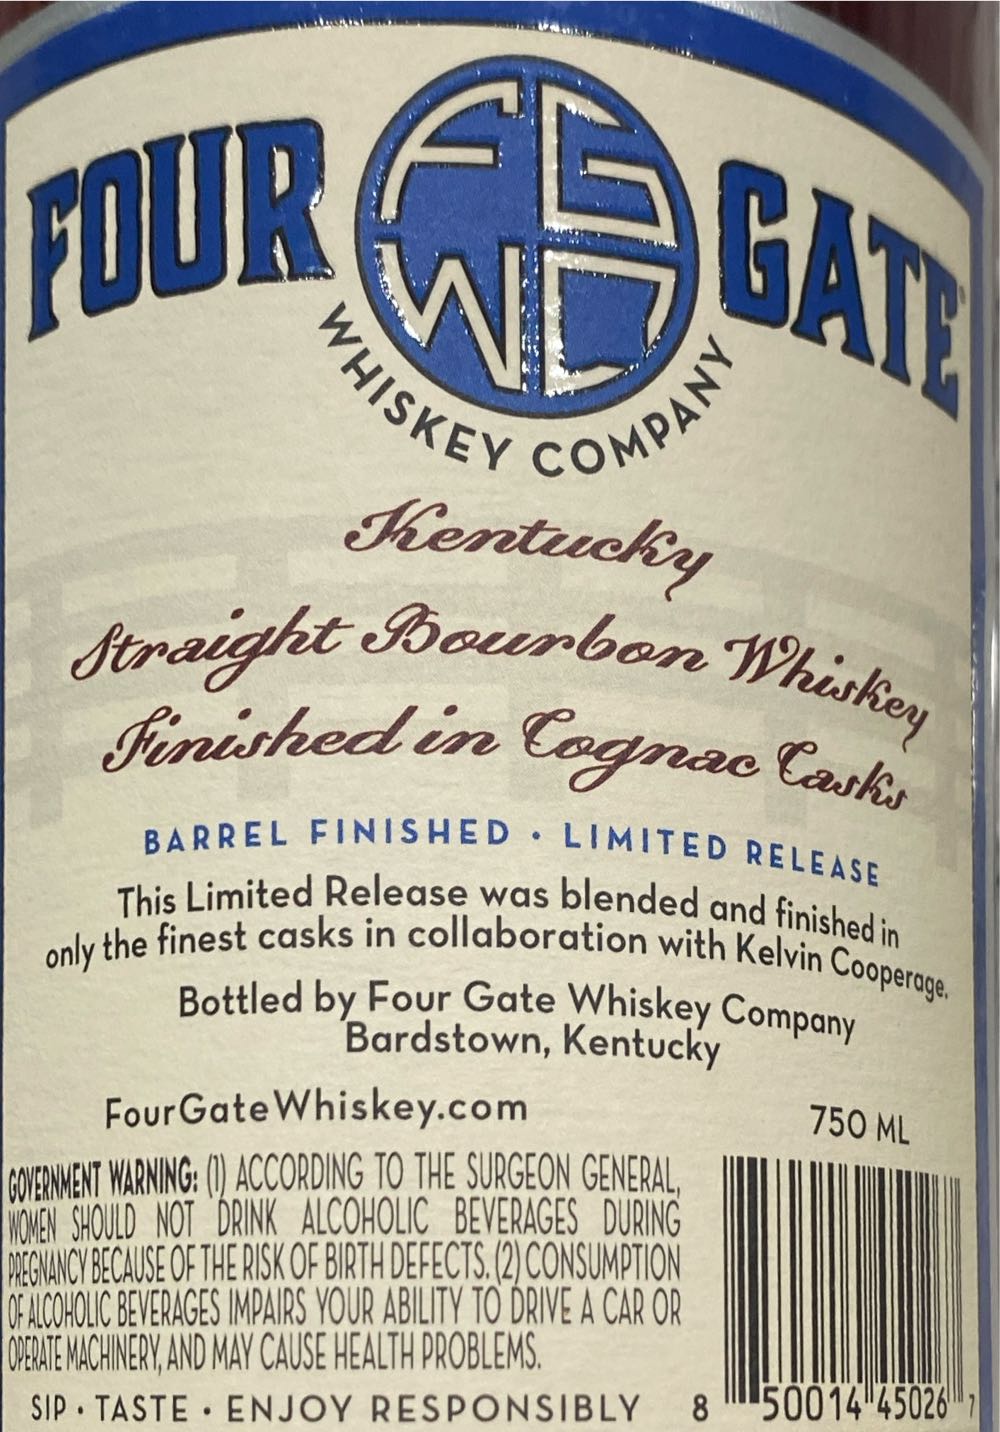 FOUR GATE
FGWC
WHISKEY COMPANY
Kentucky
Straight Bourbon Whiskey
Finished in Cognac Casks
BARREL FINISHED · LIMITED RELEASE
This Limited Release was blended and finished in
only the finest casks in collaboration with Kelvin Cooperage.
Bottled by Four Gate Whiskey Company
Bardstown, Kentucky
FourGateWhiskey.com
750 ML
GOVERNMENT WARNING: (1) ACCORDING TO THE SURGEON GENERAL,
WOMEN SHOULD NOT DRINK ALCOHOLIC BEVERAGES DURING
PREGNANCY BECAUSE OF THE RISK OF BIRTH DEFECTS. (2) CONSUMPTION
OF ALCOHOLIC BEVERAGES IMPAIRS YOUR ABILITY TO DRIVE A CAR OR
OPERATE MACHINERY, AND MAY CAUSE HEALTH PROBLEMS.
SIP · TASTE · ENJOY RESPONSIBLY
8 50014 45026 7